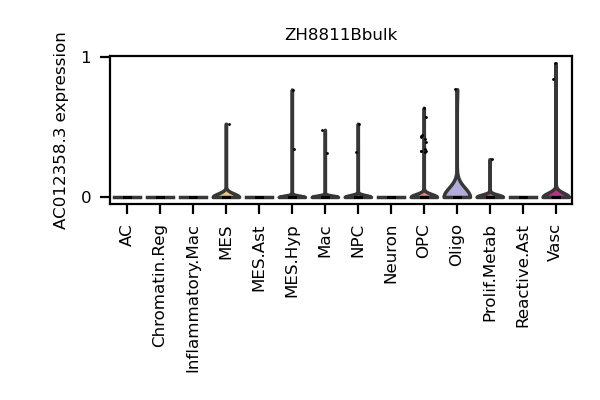 ZH8811Bbulk
AC012358.3 expression
1
0
AC
Chromatin.Reg
Inflammatory.Mac
MES
MES.Ast
MES.Hyp
Mac
NPC
Neuron
OPC
Oligo
Prolif.Metab
Reactive.Ast
Vasc